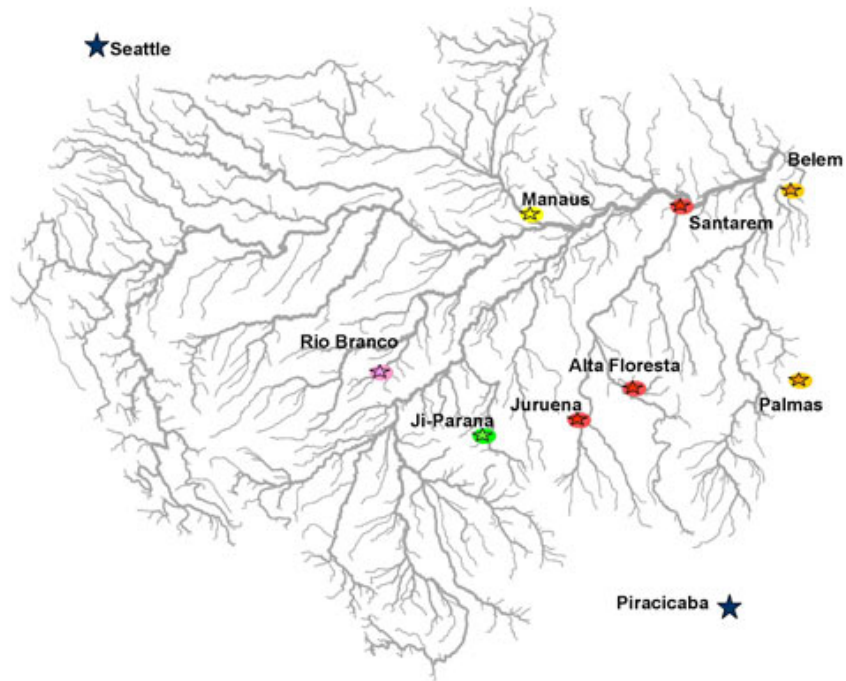 Seattle
Belem
Manaus
Santarem
Rio Branco
Alta Floresta
Juruena
Palmas
Ji-Parana
Piracicaba